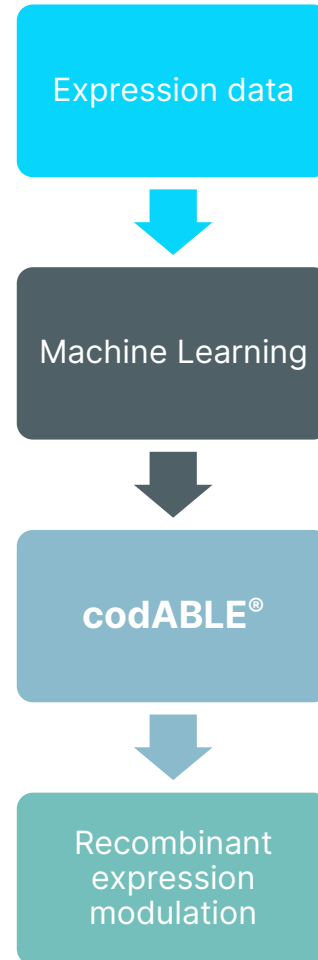 Expression data
Machine Learning
codABLE®
Recombinant
expression
modulation